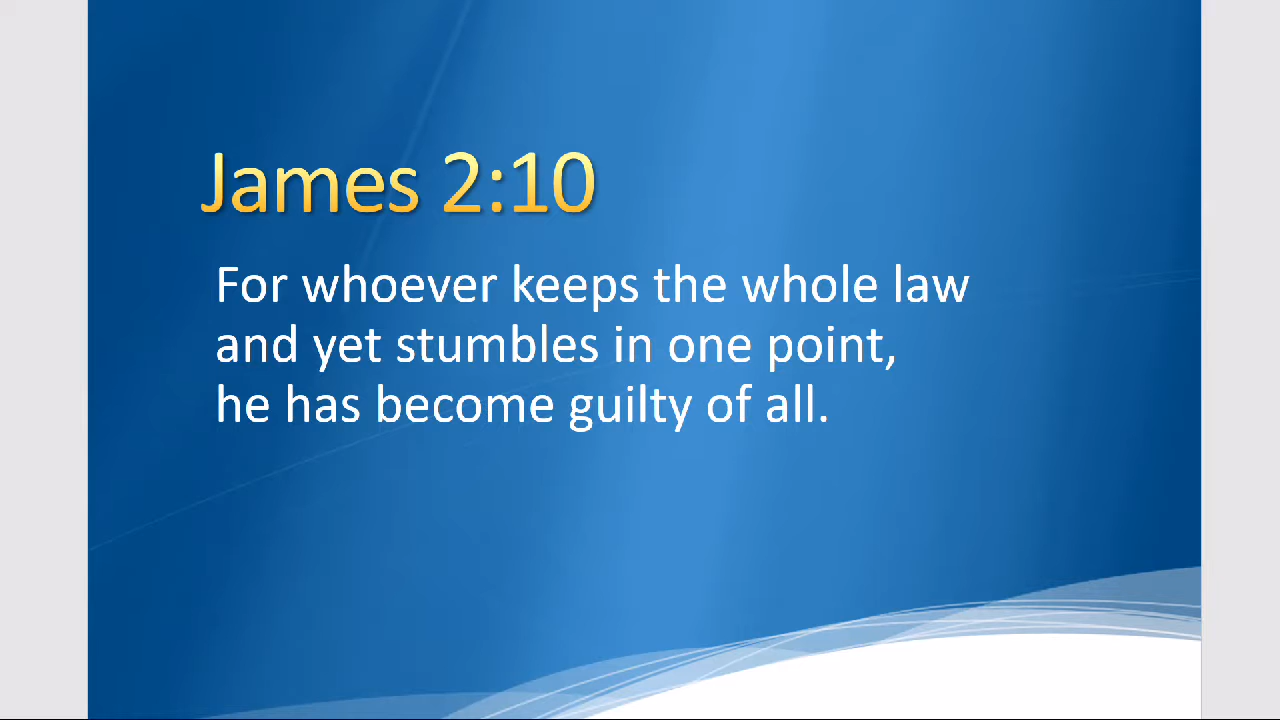 James 2:10
For whoever keeps the whole law
and yet stumbles in one point,
he has become guilty of all.